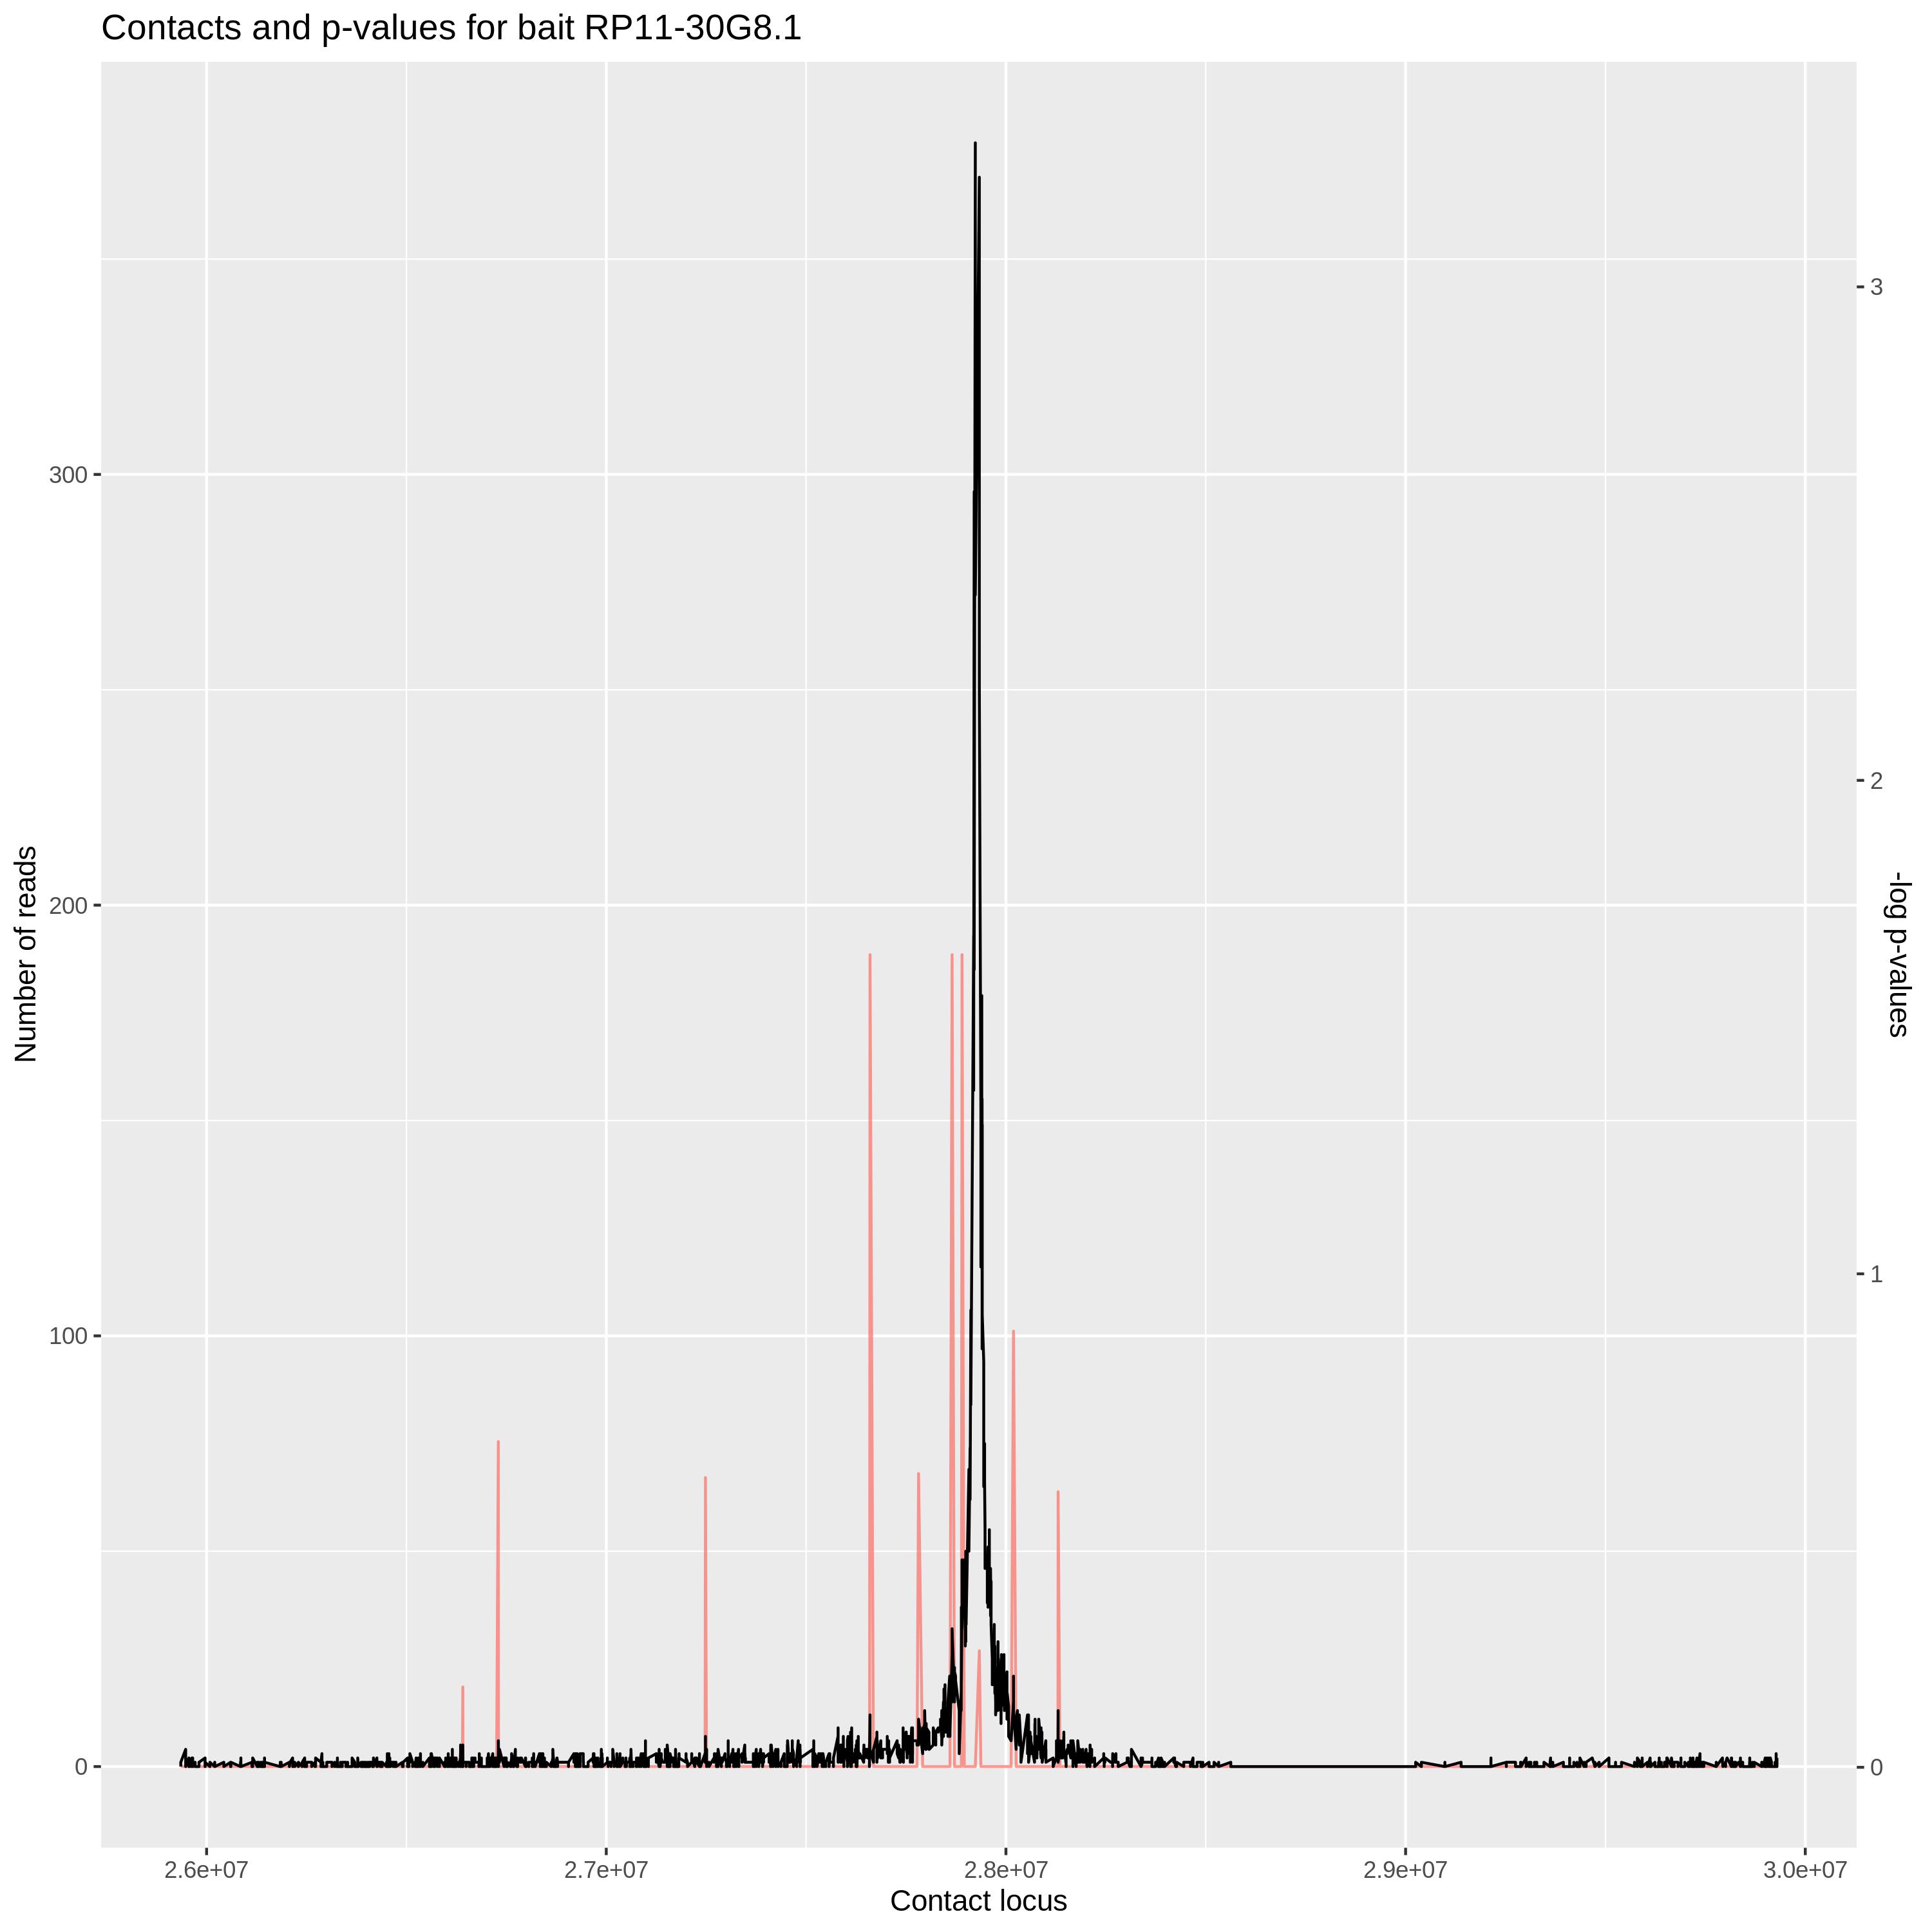 Contacts and p-values for bait RP11-30G8.1
Number of reads
300
200
100
0
3
2
1
0
-log p-values
2.6e+07
2.7e+07
2.8e+07
2.9e+07
3.0e+07
Contact locus